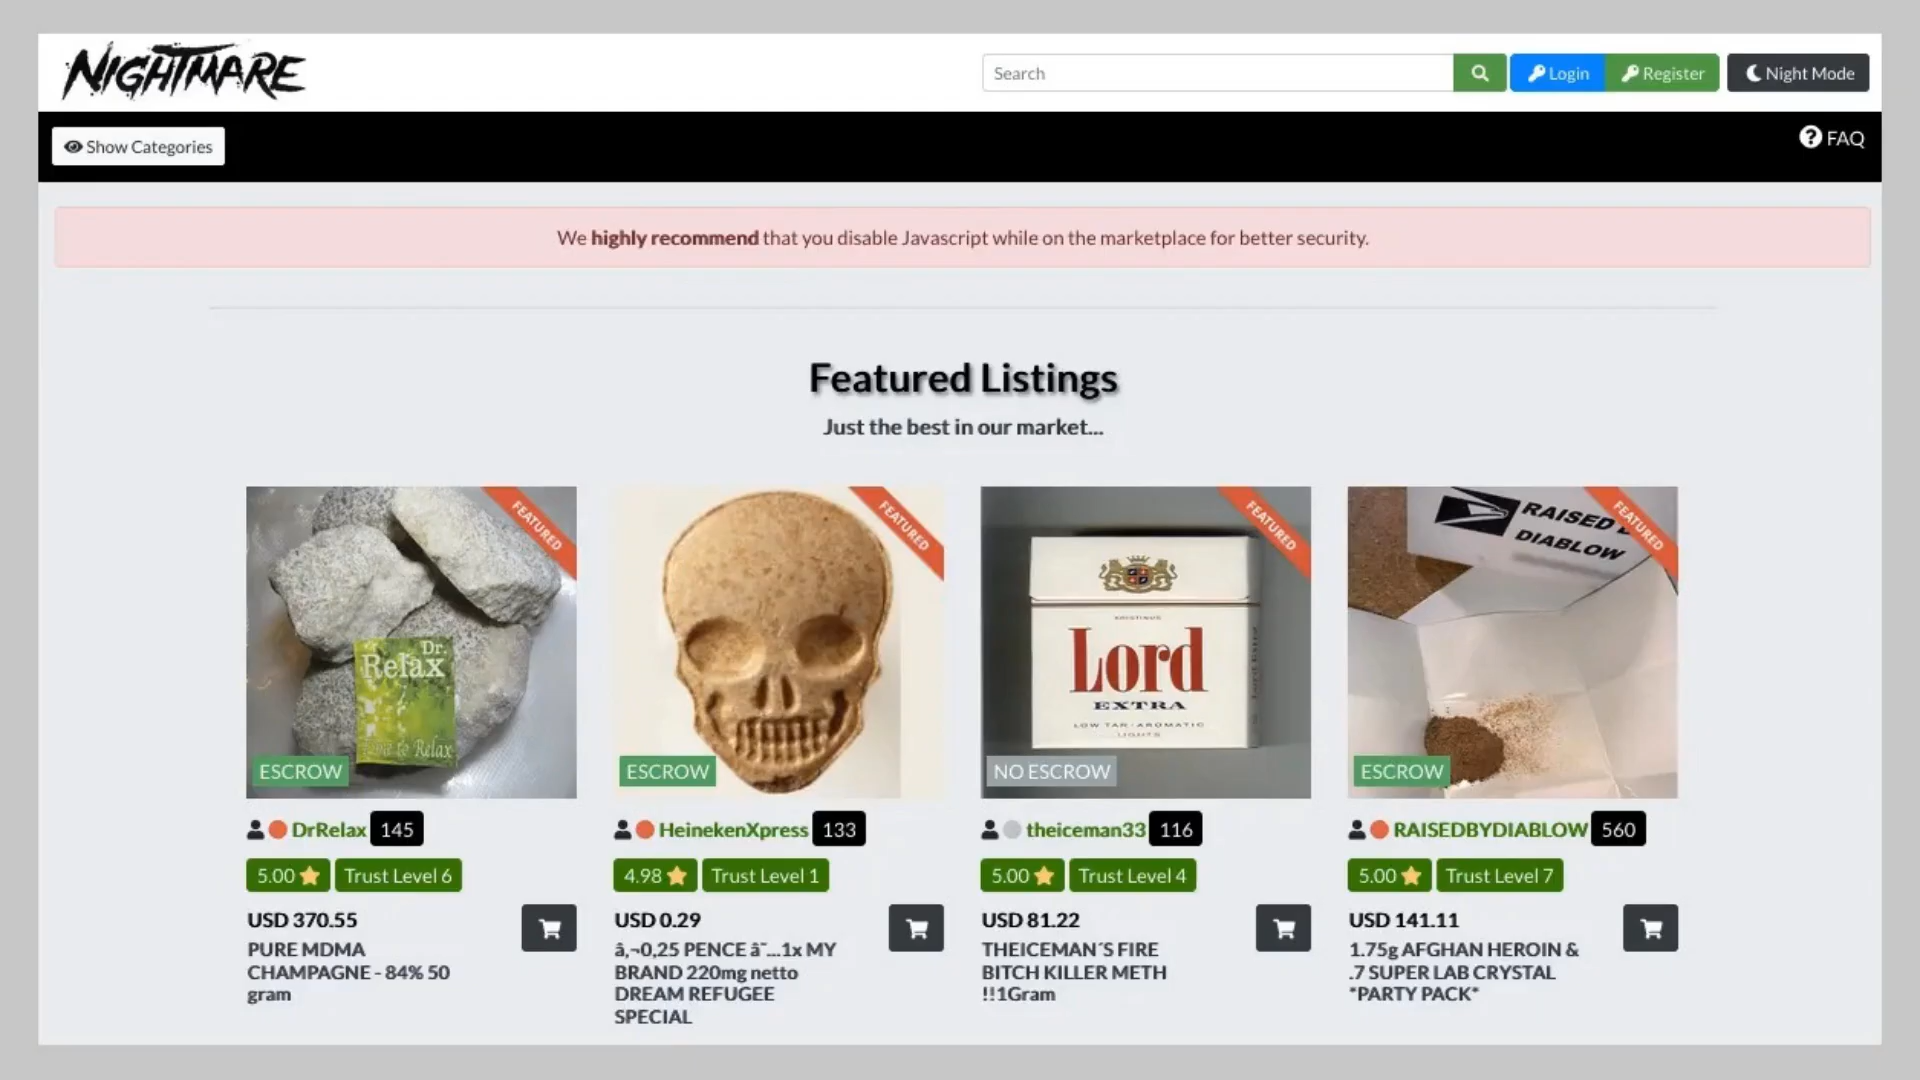 NIGHTMARE
Search
Login
Register
Night Mode
Show Categories
FAQ
We highly recommend that you disable Javascript while on the marketplace for better security.
Featured Listings
Just the best in our market...
FEATURED
Dr.
Relax
to Relax
ESCROW
DrRelax 145
5.00 Trust Level 6
USD 370.55
PURE MDMA
CHAMPAGNE - 84% 50
gram
FEATURED
ESCROW
HeinekenXpress 133
4.98 Trust Level 1
USD 0.29
â‚¬0,25 PENCE â˜…1x MY
BRAND 220mg netto
DREAM REFUGEE
SPECIAL
FEATURED
Lord
EXTRA
LOW TAR·AROMATIC
LIGHTS
NO ESCROW
theiceman33 116
5.00 Trust Level 4
USD 81.22
THEICEMAN´S FIRE
BITCH KILLER METH
!!1Gram
FEATURED
RAISED
DIABLOW
ESCROW
RAISEDBYDIABLOW 560
5.00 Trust Level 7
USD 141.11
1.75g AFGHAN HEROIN &
.7 SUPER LAB CRYSTAL
*PARTY PACK*